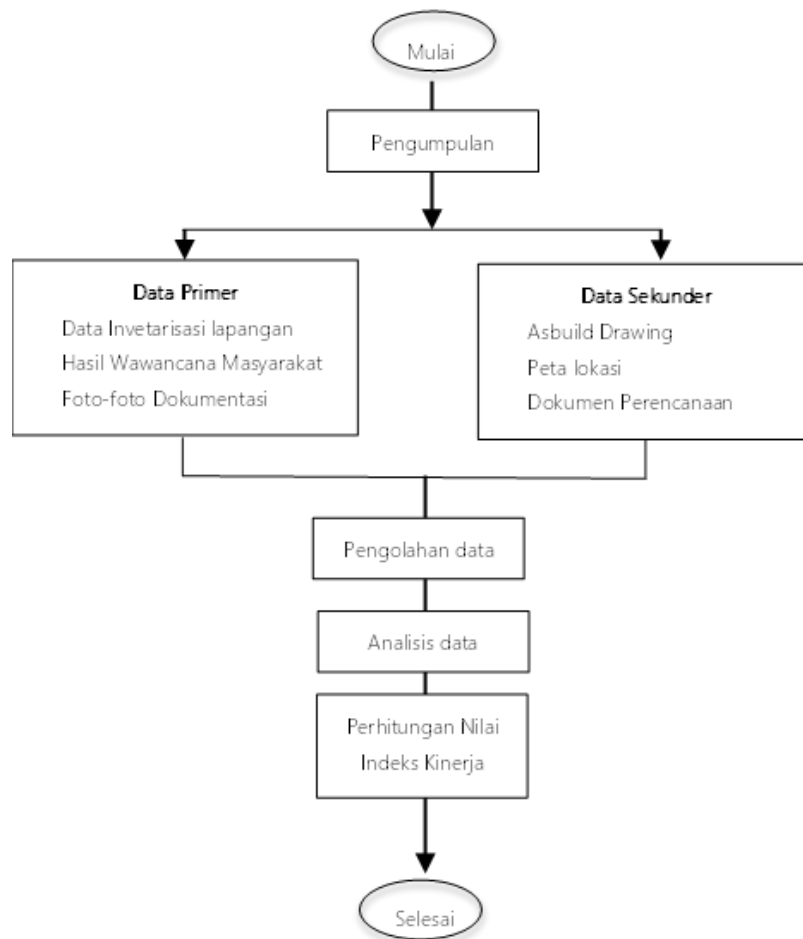 Mulai
Pengumpulan
Data Primer
Data Invetarisasi lapangan
Hasil Wawancana Masyarakat
Foto-foto Dokumentasi
Data Sekunder
Asbuild Drawing
Peta lokasi
Dokumen Perencanaan
Pengolahan data
Analisis data
Perhitungan Nilai
Indeks Kinerja
Selesai